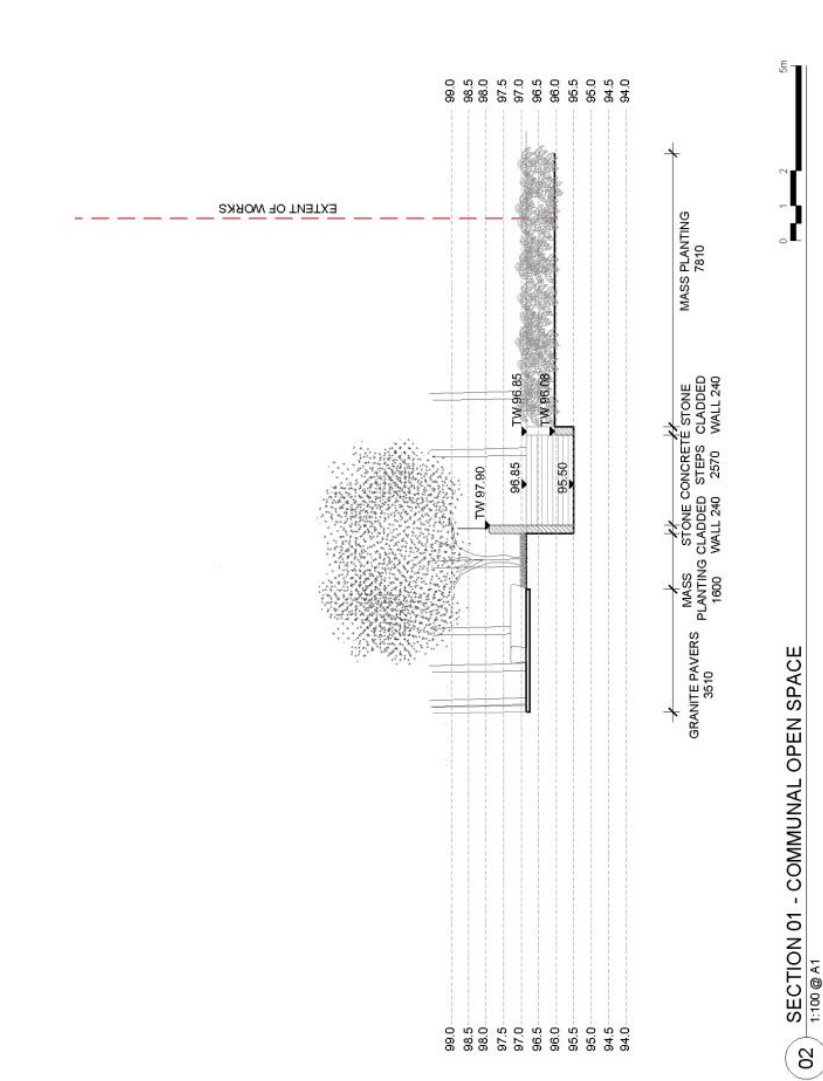 EXTENT OF WORKS
99.0
98.5
98.0
97.5
97.0
96.5
96.0
95.5
95.0
94.5
94.0
99.0
98.5
98.0
97.5
97.0
96.5
96.0
95.5
95.0
94.5
94.0
TW 97.90
96.85
95.50
TW 96.85
TW 96.08
GRANITE PAVERS
3510
MASS
PLANTING
1600
STONE
CLADDED
WALL 240
CONCRETE
STEPS
2570
STONE
CLADDED
WALL 240
MASS PLANTING
7810
02
SECTION 01 - COMMUNAL OPEN SPACE
1:100 @ A1
0 1 2 5m